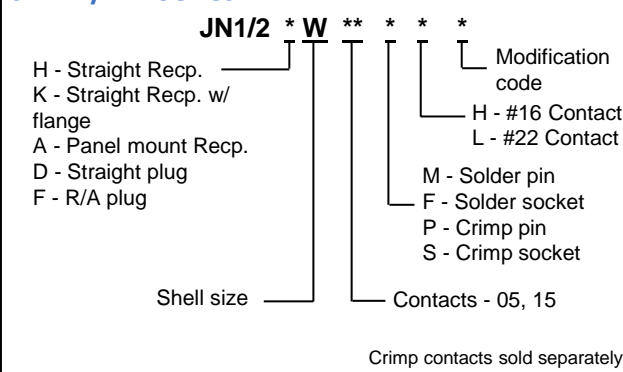 JN1/2 * W ** * * *
H - Straight Recp.
K - Straight Recp. w/
flange
A - Panel mount Recp.
D - Straight plug
F - R/A plug
Modification
code
H - #16 Contact
L - #22 Contact
M - Solder pin
F - Solder socket
P - Crimp pin
S - Crimp socket
Shell size
Contacts - 05, 15
Crimp contacts sold separately